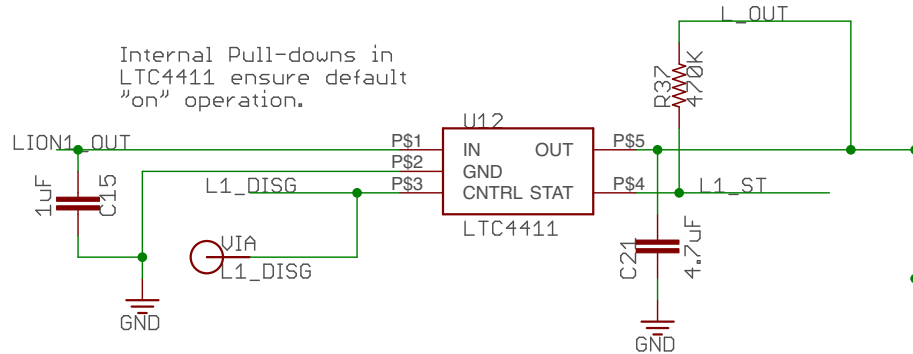 L_OUT
Internal Pull-downs in
LTC4411 ensure default
"on" operation.
R37
470K
U12
LION1_OUT
P$1
IN
OUT
P$5
P$2
GND
L1_DISG
P$3
CNTRL
STAT
P$4
L1_ST
1uF
C15
LTC4411
VIA
L1_DISG
C21
4.7uF
GND
GND